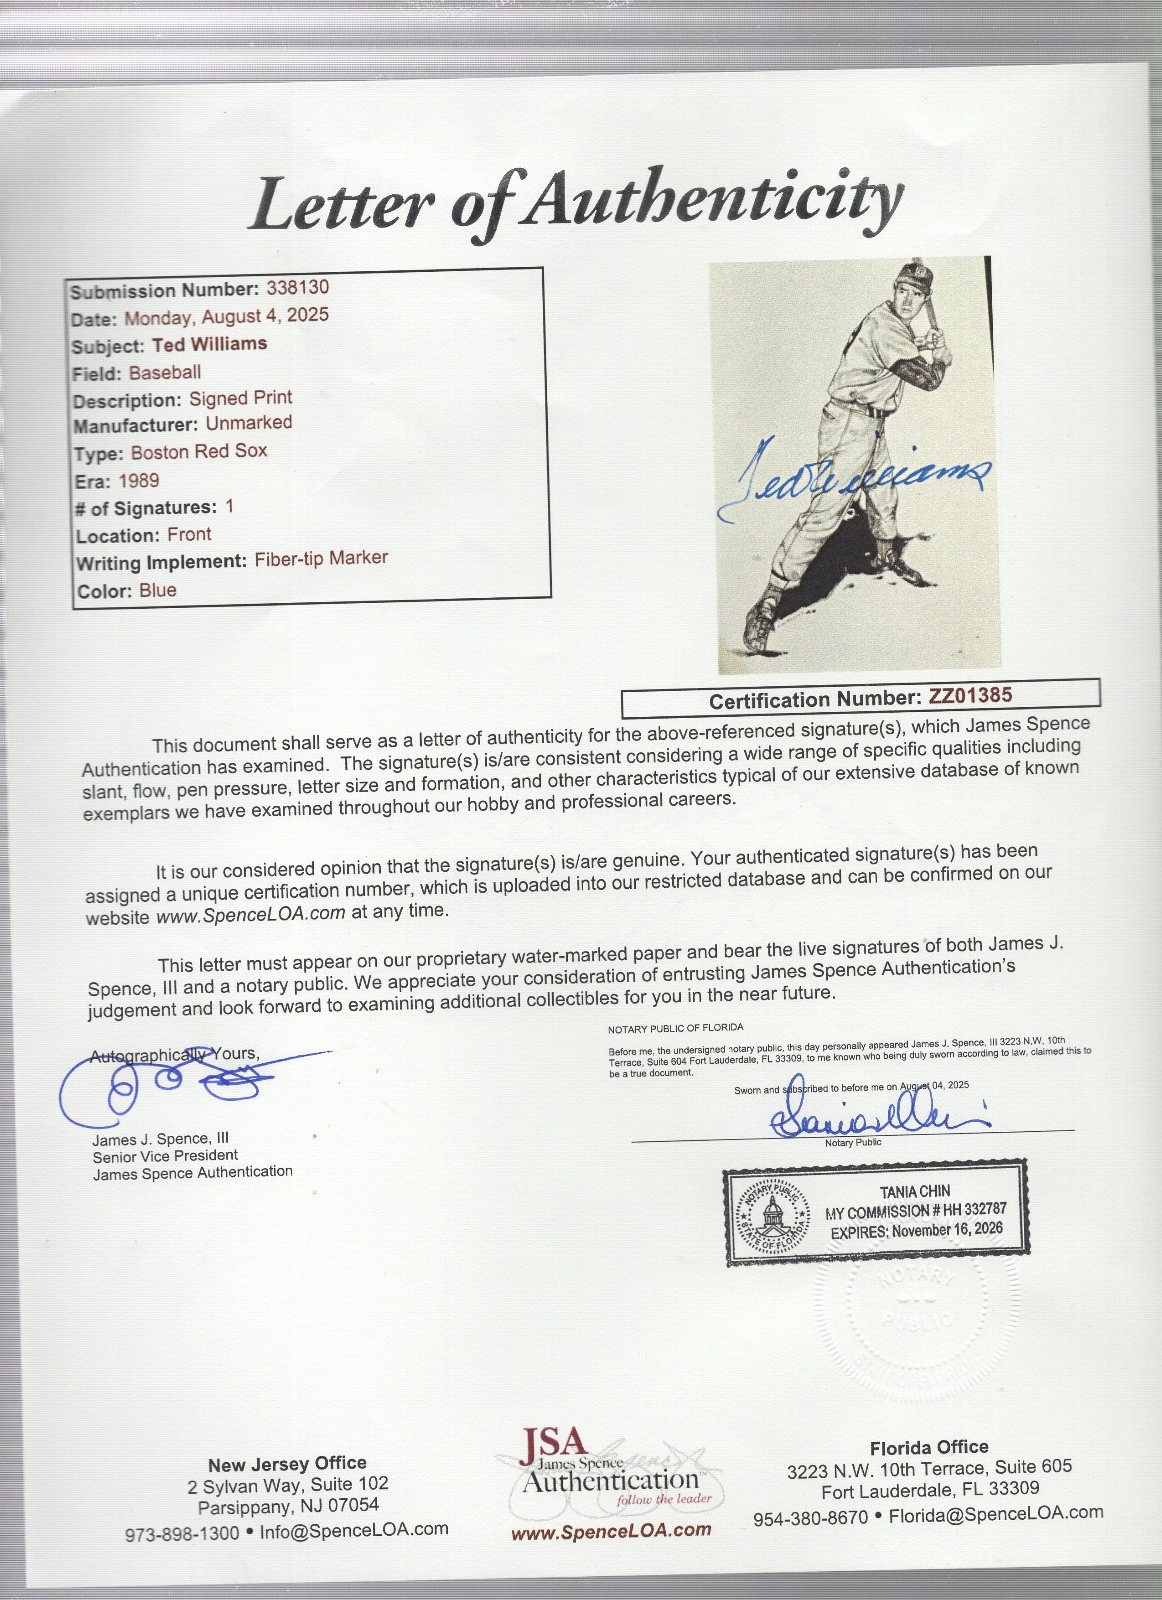 Letter of Authenticity
Submission Number: 338130
Date: Monday, August 4, 2025
Subject: Ted Williams
Field: Baseball
Description: Signed Print
Manufacturer: Unmarked
Type: Boston Red Sox
Era: 1989
# of Signatures: 1
Location: Front
Writing Implement: Fiber-tip Marker
Color: Blue
Ted Williams
Certification Number: ZZ01385
This document shall serve as a letter of authenticity for the above-referenced signature(s), which James Spence
Authentication has examined. The signature(s) is/are consistent considering a wide range of specific qualities including
slant, flow, pen pressure, letter size and formation, and other characteristics typical of our extensive database of known
exemplars we have examined throughout our hobby and professional careers.
It is our considered opinion that the signature(s) is/are genuine. Your authenticated signature(s) has been
assigned a unique certification number, which is uploaded into our restricted database and can be confirmed on our
website www.SpenceLOA.com at any time.
This letter must appear on our proprietary water-marked paper and bear the live signatures of both James J.
Spence, III and a notary public. We appreciate your consideration of entrusting James Spence Authentication's
judgement and look forward to examining additional collectibles for you in the near future.
Autographically Yours,
James J. Spence, III
Senior Vice President
James Spence Authentication
NOTARY PUBLIC OF FLORIDA
Before me, the undersigned notary public, this day personally appeared James J. Spence, III 3223 N.W. 10th
Terrace, Suite 604 Fort Lauderdale, FL 33309, to me known who being duly sworn according to law, claimed this to
be a true document.
Sworn and subscribed to before me on August 04, 2025
Notary Public
NOTARY PUBLIC
STATE OF FLORIDA
TANIA CHIN
MY COMMISSION # HH 332787
EXPIRES: November 16, 2026
NOTARY
PUBLIC
New Jersey Office
2 Sylvan Way, Suite 102
Parsippany, NJ 07054
973-898-1300 • Info@SpenceLOA.com
JSA
James Spence
Authentication™
follow the leader
www.SpenceLOA.com
Florida Office
3223 N.W. 10th Terrace, Suite 605
Fort Lauderdale, FL 33309
954-380-8670 • Florida@SpenceLOA.com